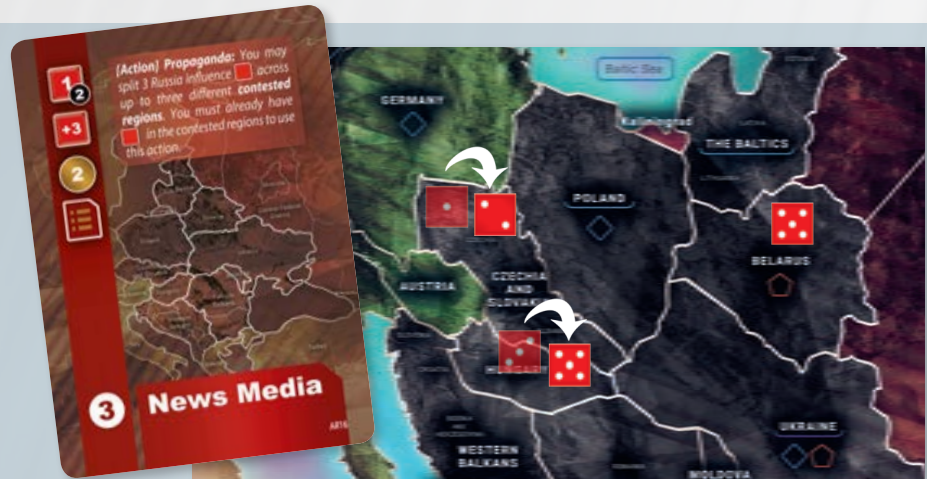 1
2
+3
2
[Action] Propaganda: You may
split 3 Russia influence across
up to three different contested
regions. You must already have
in the contested regions to use
this action.
3
News Media
AR16
Baltic Sea
GERMANY
Kaliningrad
THE BALTICS
POLAND
BELARUS
AUSTRIA
CZECHIA
AND
SLOVAKIA
HUNGARY
UKRAINE
WESTERN
BALKANS
MOLDOVA